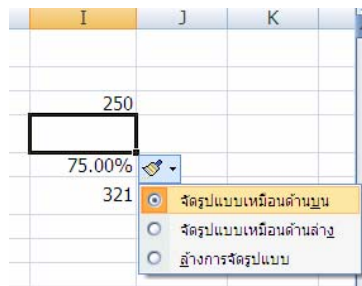 I J K
250
75.00%
321
จัดรูปแบบเหมือนด้านบน
จัดรูปแบบเหมือนด้านล่าง
ล้างการจัดรูปแบบ